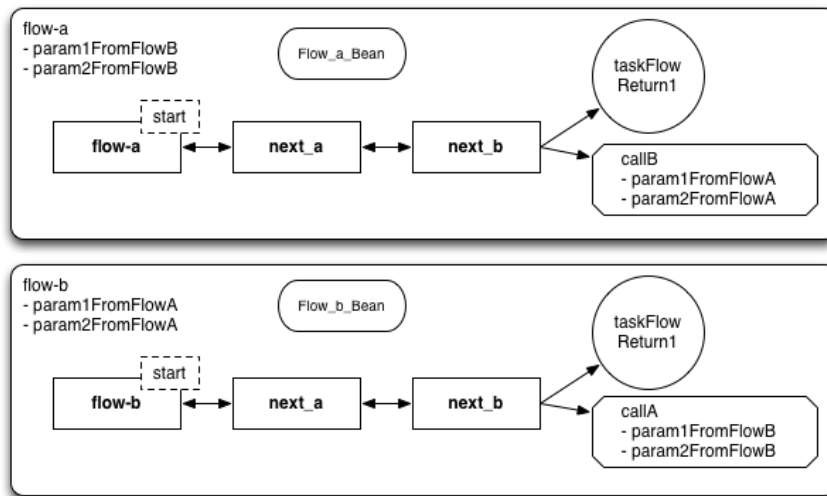 flow-a
- param1FromFlowB
- param2FromFlowB
Flow_a_Bean
taskFlow
Return1
start
flow-a
next_a
next_b
callB
- param1FromFlowA
- param2FromFlowA
flow-b
- param1FromFlowA
- param2FromFlowA
Flow_b_Bean
taskFlow
Return1
start
flow-b
next_a
next_b
callA
- param1FromFlowB
- param2FromFlowB